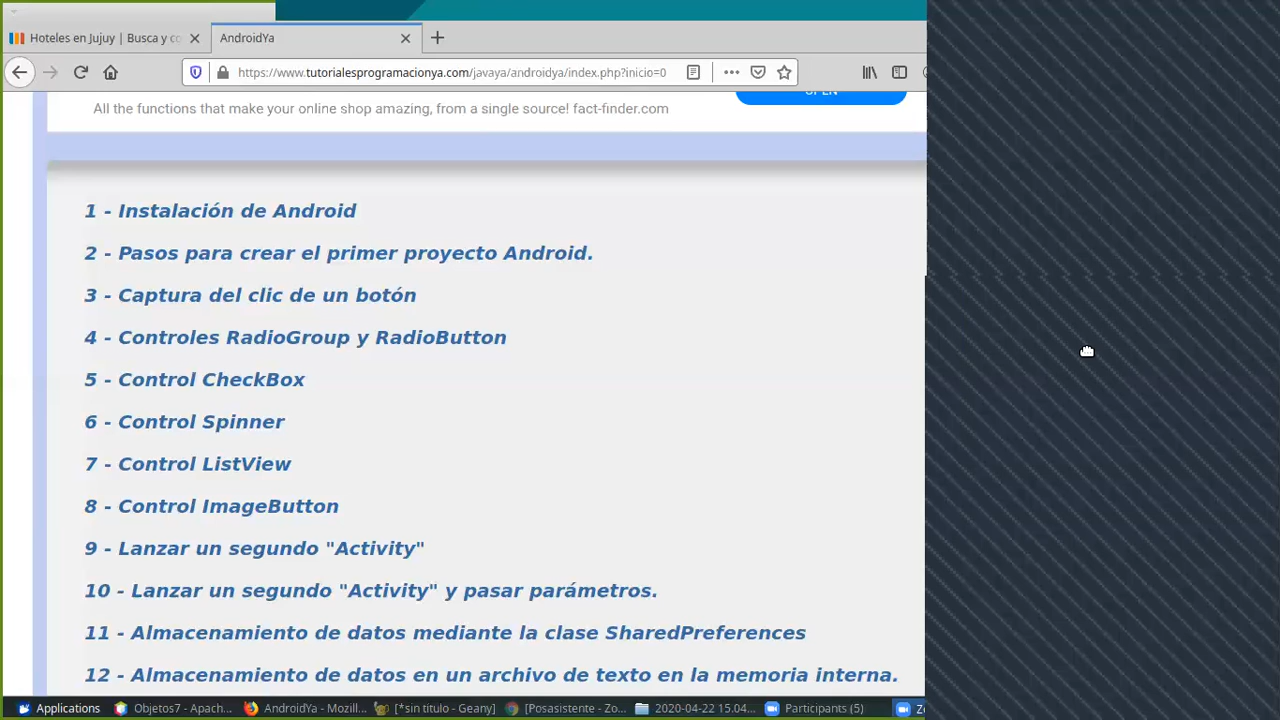 Hoteles en Jujuy | Busca y co
AndroidYa
https://www.tutorialesprogramacionya.com/javaya/androidya/index.php?inicio=0
OPEN
All the functions that make your online shop amazing, from a single source! fact-finder.com
1 - Instalación de Android
2 - Pasos para crear el primer proyecto Android.
3 - Captura del clic de un botón
4 - Controles RadioGroup y RadioButton
5 - Control CheckBox
6 - Control Spinner
7 - Control ListView
8 - Control ImageButton
9 - Lanzar un segundo "Activity"
10 - Lanzar un segundo "Activity" y pasar parámetros.
11 - Almacenamiento de datos mediante la clase SharedPreferences
12 - Almacenamiento de datos en un archivo de texto en la memoria interna.
Applications Objetos7 - Apach... AndroidYa - Mozill... [*sin título - Geany] [Posasistente - Zo... 2020-04-22 15.04... Participants (5)